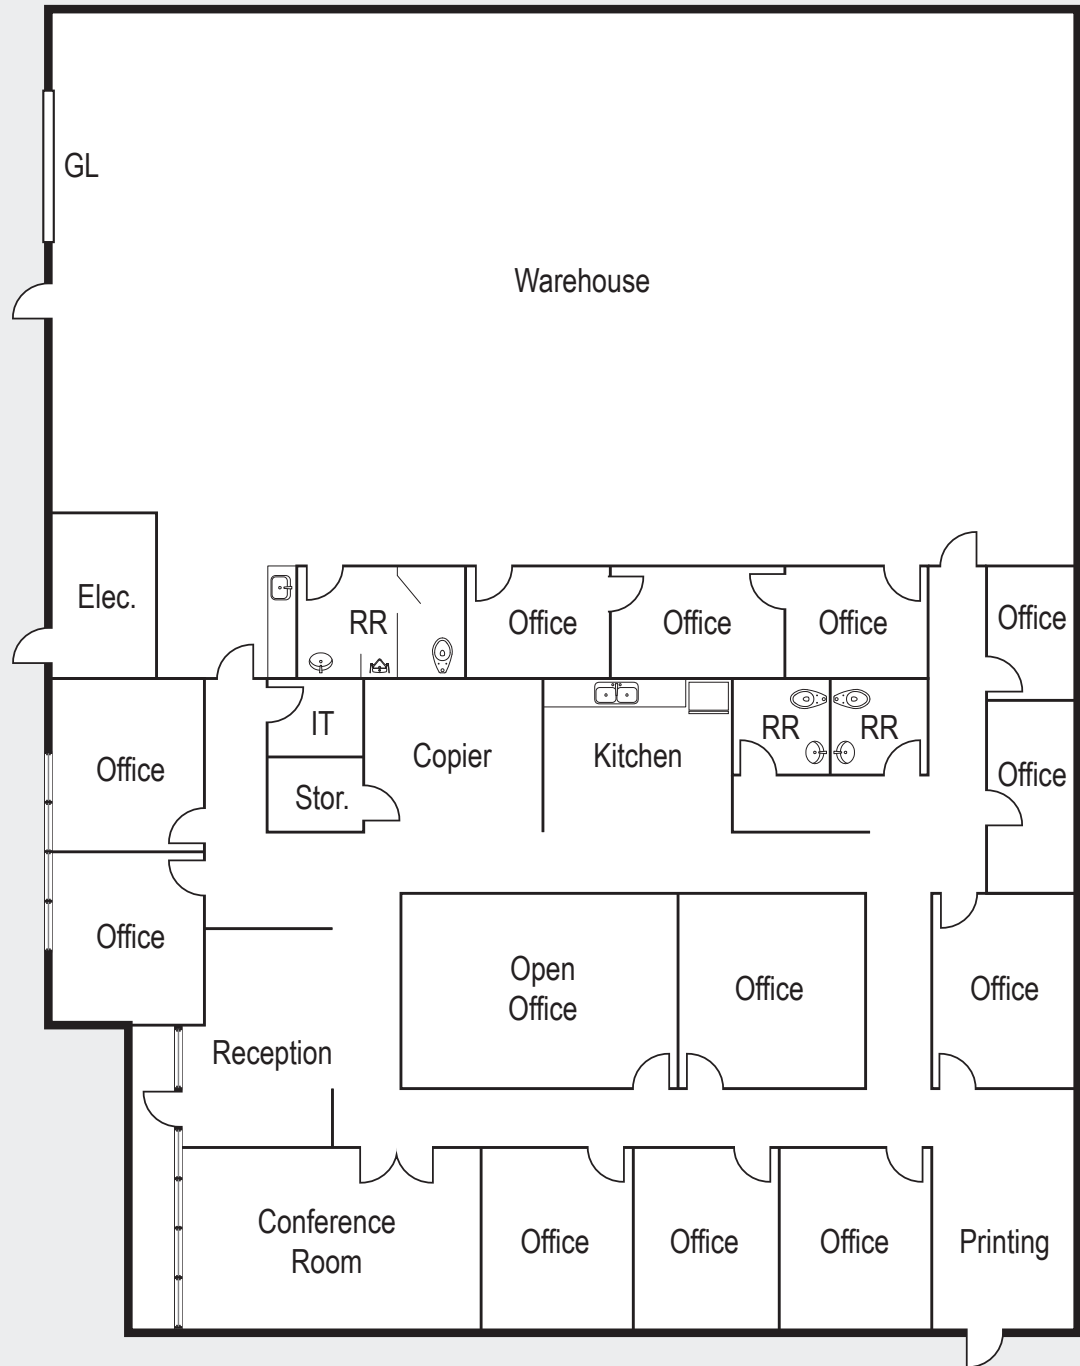 GL
Warehouse
Elec.
RR
Office
Office
Office
Office
IT
Copier
Kitchen
RR
RR
Office
Office
Stor.
Office
Open
Office
Office
Office
Reception
Conference
Room
Office
Office
Office
Printing